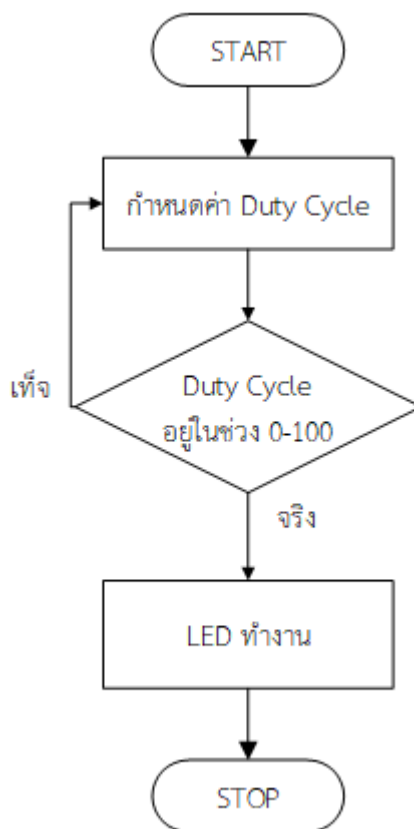 START
กำหนดค่า Duty Cycle
Duty Cycle
อยู่ในช่วง 0-100
เท็จ
จริง
LED ทำงาน
STOP